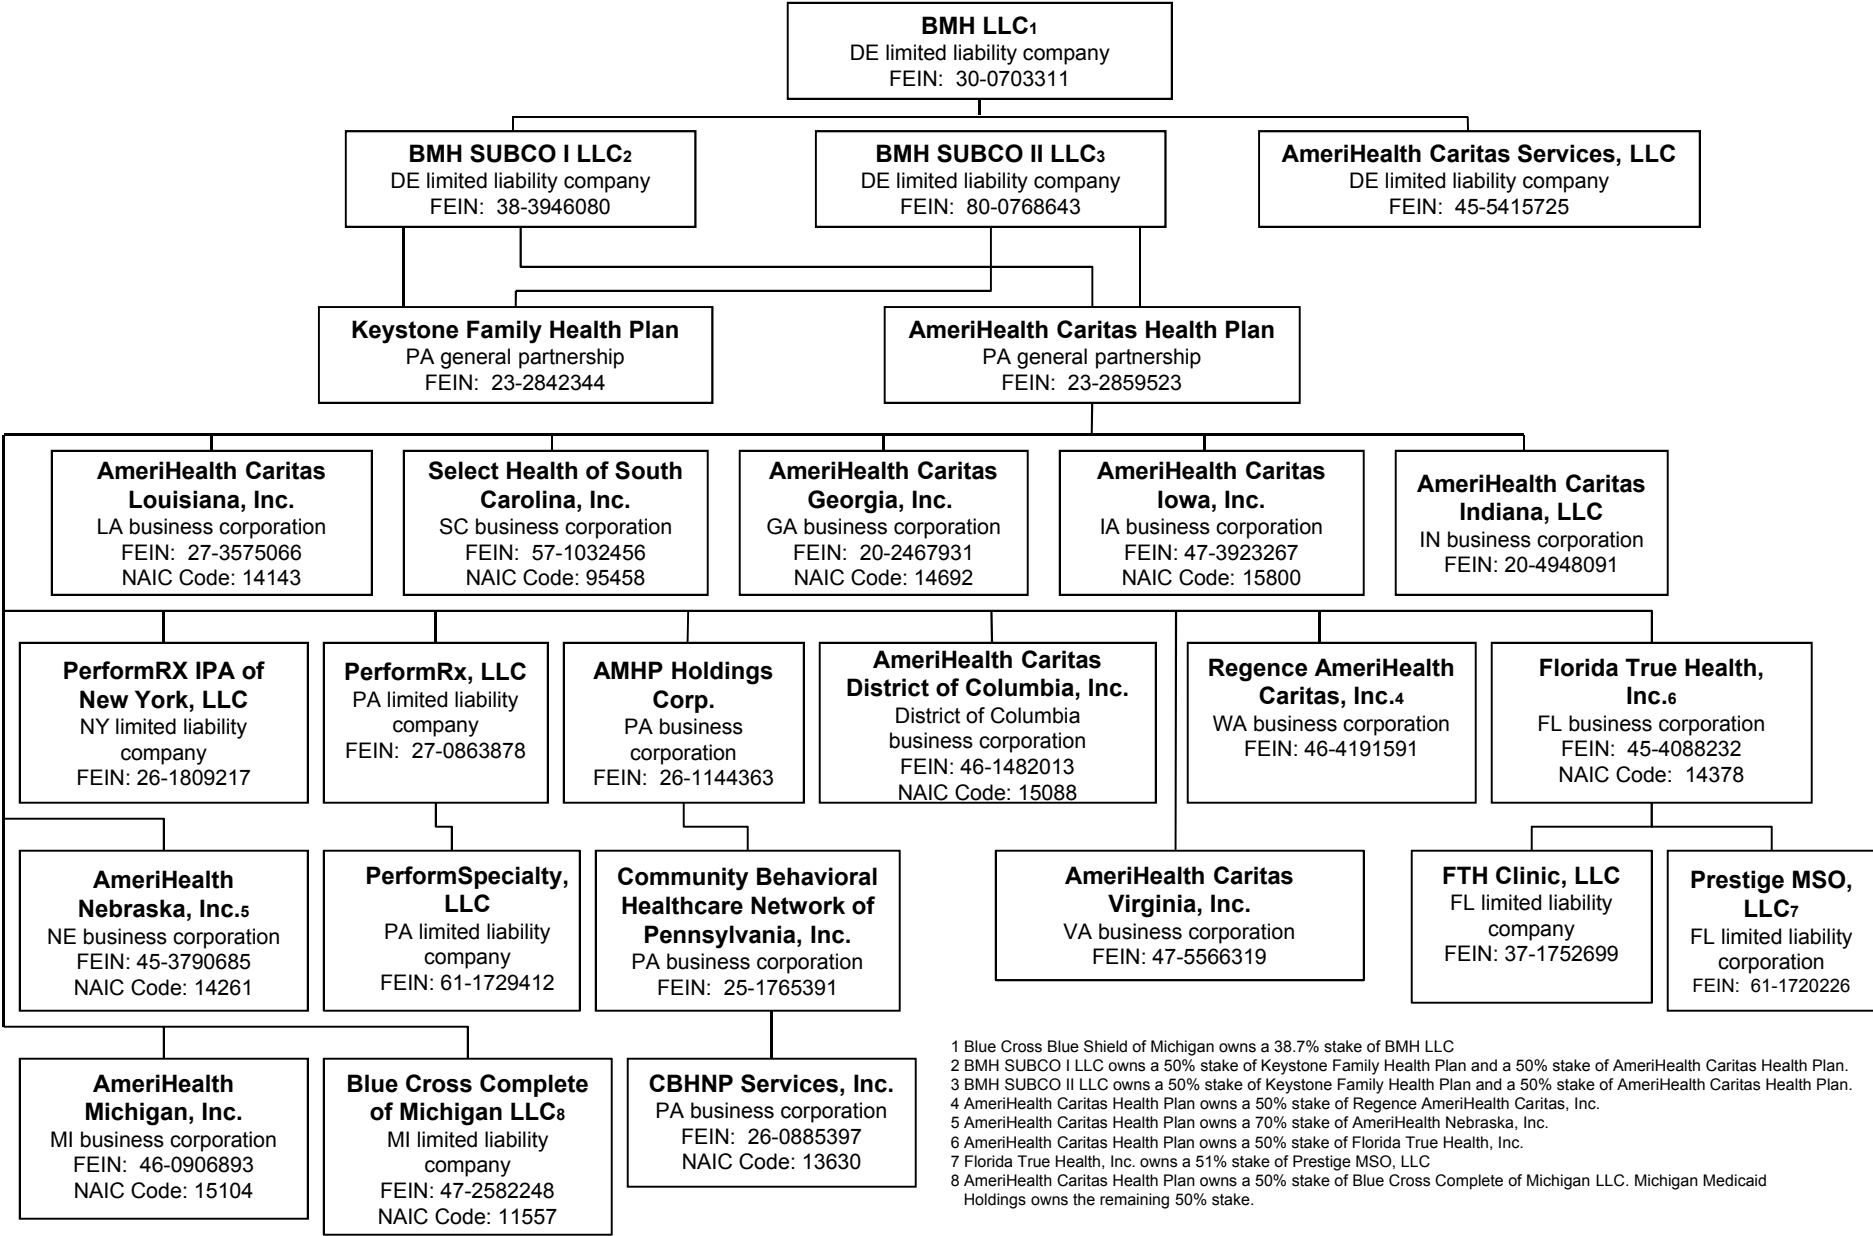 BMH LLC1
DE limited liability company
FEIN: 30-0703311
BMH SUBCO I LLC2
DE limited liability company
FEIN: 38-3946080
BMH SUBCO II LLC3
DE limited liability company
FEIN: 80-0768643
AmeriHealth Caritas Services, LLC
DE limited liability company
FEIN: 45-5415725
Keystone Family Health Plan
PA general partnership
FEIN: 23-2842344
AmeriHealth Caritas Health Plan
PA general partnership
FEIN: 23-2859523
AmeriHealth Caritas
Louisiana, Inc.
LA business corporation
FEIN: 27-3575066
NAIC Code: 14143
Select Health of South
Carolina, Inc.
SC business corporation
FEIN: 57-1032456
NAIC Code: 95458
AmeriHealth Caritas
Georgia, Inc.
GA business corporation
FEIN: 20-2467931
NAIC Code: 14692
AmeriHealth Caritas
Iowa, Inc.
IA business corporation
FEIN: 47-3923267
NAIC Code: 15800
AmeriHealth Caritas
Indiana, LLC
IN business corporation
FEIN: 20-4948091
PerformRX IPA of
New York, LLC
NY limited liability
company
FEIN: 26-1809217
PerformRx, LLC
PA limited liability
company
FEIN: 27-0863878
AMHP Holdings
Corp.
PA business
corporation
FEIN: 26-1144363
AmeriHealth Caritas
District of Columbia, Inc.
District of Columbia
business corporation
FEIN: 46-1482013
NAIC Code: 15088
Regence AmeriHealth
Caritas, Inc.4
WA business corporation
FEIN: 46-4191591
Florida True Health,
Inc.6
FL business corporation
FEIN: 45-4088232
NAIC Code: 14378
AmeriHealth
Nebraska, Inc.5
NE business corporation
FEIN: 45-3790685
NAIC Code: 14261
PerformSpecialty,
LLC
PA limited liability
company
FEIN: 61-1729412
Community Behavioral
Healthcare Network of
Pennsylvania, Inc.
PA business corporation
FEIN: 25-1765391
AmeriHealth Caritas
Virginia, Inc.
VA business corporation
FEIN: 47-5566319
FTH Clinic, LLC
FL limited liability
company
FEIN: 37-1752699
Prestige MSO,
LLC7
FL limited liability
corporation
FEIN: 61-1720226
AmeriHealth
Michigan, Inc.
MI business corporation
FEIN: 46-0906893
NAIC Code: 15104
Blue Cross Complete
of Michigan LLC8
MI limited liability
company
FEIN: 47-2582248
NAIC Code: 11557
CBHNP Services, Inc.
PA business corporation
FEIN: 26-0885397
NAIC Code: 13630
1 Blue Cross Blue Shield of Michigan owns a 38.7% stake of BMH LLC
2 BMH SUBCO I LLC owns a 50% stake of Keystone Family Health Plan and a 50% stake of AmeriHealth Caritas Health Plan.
3 BMH SUBCO II LLC owns a 50% stake of Keystone Family Health Plan and a 50% stake of AmeriHealth Caritas Health Plan.
4 AmeriHealth Caritas Health Plan owns a 50% stake of Regence AmeriHealth Caritas, Inc.
5 AmeriHealth Caritas Health Plan owns a 70% stake of AmeriHealth Nebraska, Inc.
6 AmeriHealth Caritas Health Plan owns a 50% stake of Florida True Health, Inc.
7 Florida True Health, Inc. owns a 51% stake of Prestige MSO, LLC
8 AmeriHealth Caritas Health Plan owns a 50% stake of Blue Cross Complete of Michigan LLC. Michigan Medicaid
Holdings owns the remaining 50% stake.